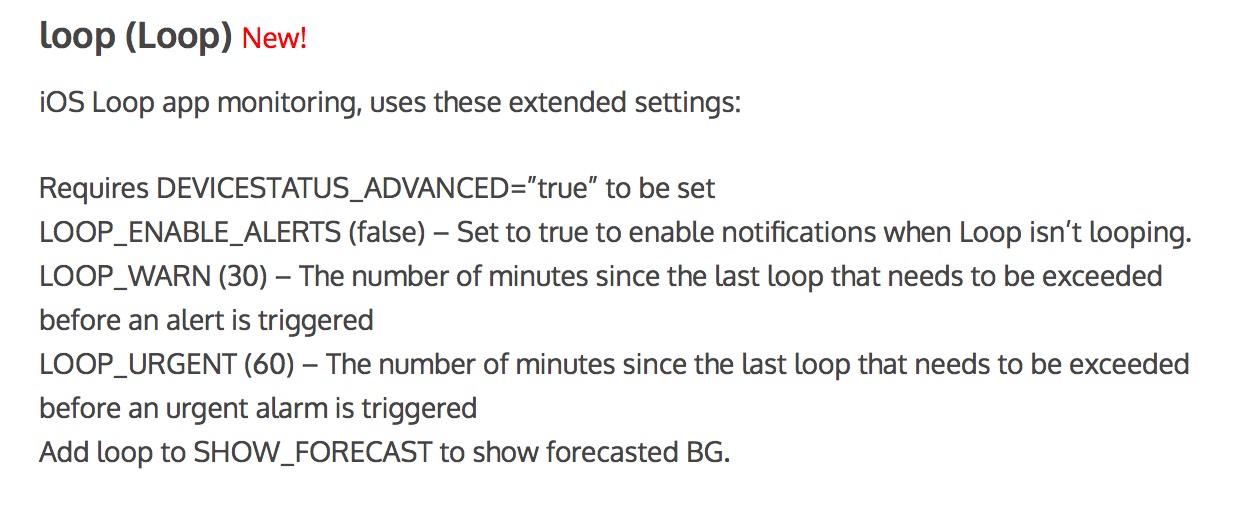 loop (Loop) New!
iOS Loop app monitoring, uses these extended settings:
Requires DEVICESTATUS_ADVANCED=”true” to be set
LOOP_ENABLE_ALERTS (false) – Set to true to enable notifications when Loop isn’t looping.
LOOP_WARN (30) – The number of minutes since the last loop that needs to be exceeded
before an alert is triggered
LOOP_URGENT (60) – The number of minutes since the last loop that needs to be exceeded
before an urgent alarm is triggered
Add loop to SHOW_FORECAST to show forecasted BG.